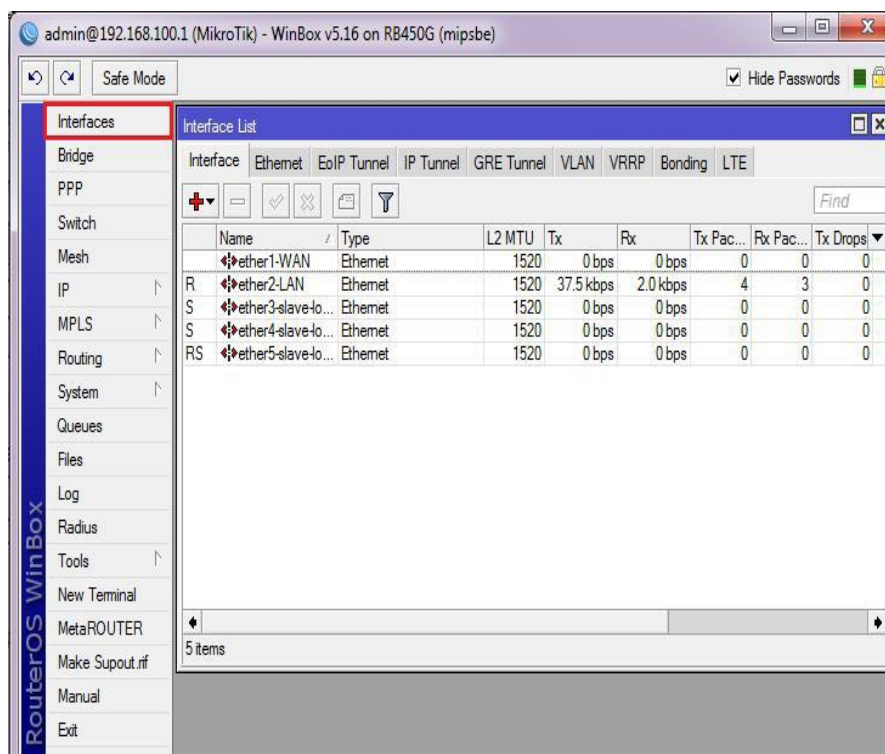 admin@192.168.100.1 (MikroTik) - WinBox v5.16 on RB450G (mipsbe)
Safe Mode
Hide Passwords
Interfaces
Bridge
PPP
Switch
Mesh
IP
MPLS
Routing
System
Queues
Files
Log
Radius
Tools
New Terminal
MetaROUTER
Make Supout.rif
Manual
Exit
RouterOS WinBox
Interface List
Interface Ethernet EoIP Tunnel IP Tunnel GRE Tunnel VLAN VRRP Bonding LTE
Find
Name / Type L2 MTU Tx Rx Tx Pac... Rx Pac... Tx Drops
ether1-WAN Ethernet 1520 0 bps 0 bps 0 0 0
R ether2-LAN Ethernet 1520 37.5 kbps 2.0 kbps 4 3 0
S ether3-slave-lo... Ethernet 1520 0 bps 0 bps 0 0 0
S ether4-slave-lo... Ethernet 1520 0 bps 0 bps 0 0 0
RS ether5-slave-lo... Ethernet 1520 0 bps 0 bps 0 0 0
5 items